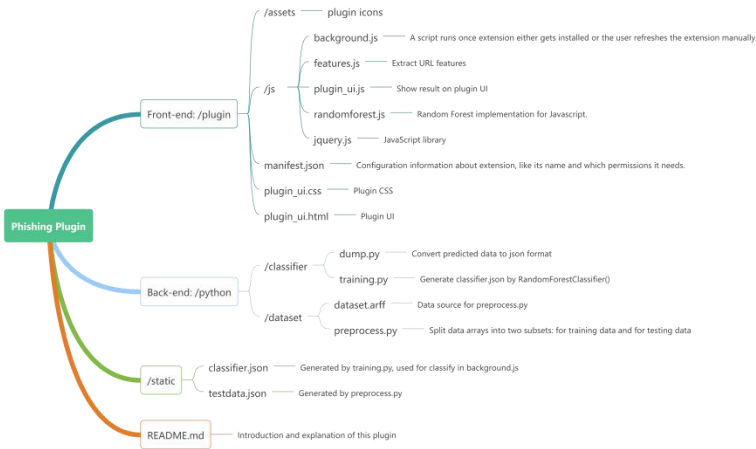 /assets plugin icons
background.js A script runs once extension either gets installed or the user refreshes the extension manually
features.js Extract URL features
/js plugin_ui.js Show result on plugin UI
randomforest.js Random Forest implementation for Javascript.
Front-end: /plugin
jquery.js JavaScript library
manifest.json Configuration information about extension, like its name and which permissions it needs.
plugin_ui.css Plugin CSS
plugin_ui.html Plugin UI
Phishing Plugin
dump.py Convert predicted data to json format
/classifier
training.py Generate classifier.json by RandomForestClassifier()
Back-end: /python
dataset.arff Data source for preprocess.py
/dataset
preprocess.py Split data arrays into two subsets: for training data and for testing data
classifier.json Generated by training.py, used for classify in background.js
/static
testdata.json Generated by preprocess.py
README.md Introduction and explanation of this plugin